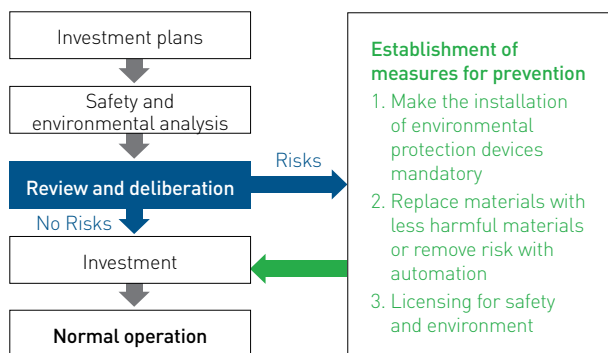 Investment plans
Safety and
environmental analysis
Review and deliberation
Risks
No Risks
Investment
Normal operation
Establishment of
measures for prevention
1. Make the installation
of environmental
protection devices
mandatory
2. Replace materials with
less harmful materials
or remove risk with
automation
3. Licensing for safety
and environment